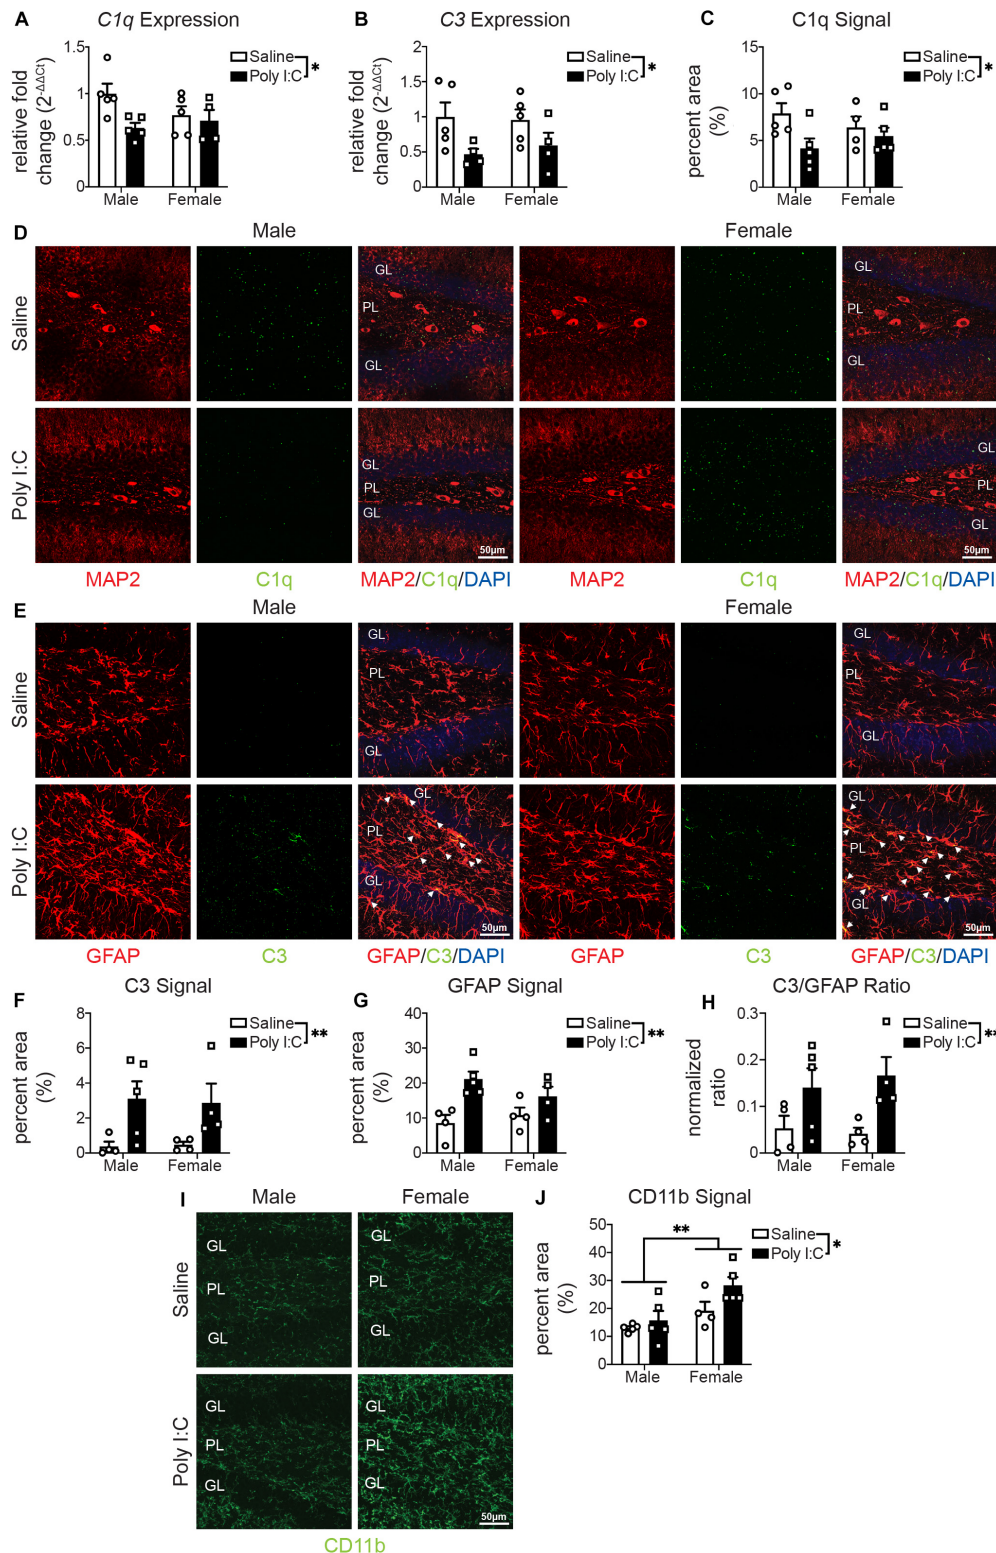 A C1q Expression
relative fold change (2-ΔΔCt)
1.5
1
0.5
0
Male Female
Saline
Poly I:C
*
B C3 Expression
relative fold change (2-ΔΔCt)
2
1.5
1
0.5
0
Male Female
Saline
Poly I:C
*
C C1q Signal
percent area (%)
15
10
5
0
Male Female
Saline
Poly I:C
*
D Male Female
Saline
GL GL
PL PL
GL GL
Poly I:C
GL GL
PL PL
GL GL
50µm 50µm
MAP2 C1q MAP2/C1q/DAPI MAP2 C1q MAP2/C1q/DAPI
E Male Female
Saline
GL GL
PL PL
GL GL
Poly I:C
GL GL
PL PL
GL GL
50µm 50µm
GFAP C3 GFAP/C3/DAPI GFAP C3 GFAP/C3/DAPI
F C3 Signal
percent area (%)
8
6
4
2
0
Male Female
Saline
Poly I:C
**
G GFAP Signal
percent area (%)
40
30
20
10
0
Male Female
Saline
Poly I:C
**
H C3/GFAP Ratio
normalized ratio
0.3
0.2
0.1
0
Male Female
Saline
Poly I:C
**
I Male Female
Saline
GL GL
PL PL
GL GL
Poly I:C
GL GL
PL PL
GL GL
50µm
CD11b
J CD11b Signal
percent area (%)
50
40
30
20
10
0
Male Female
**
Saline
Poly I:C
*